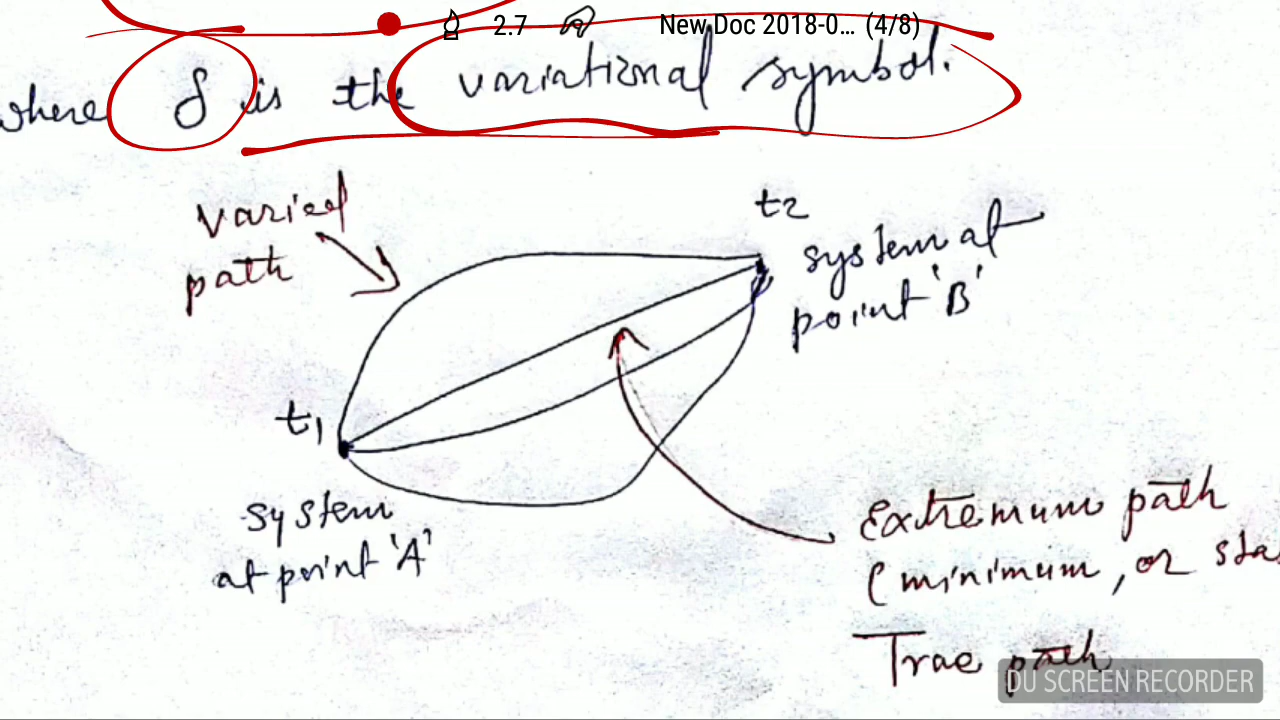 2.7 New Doc 2018-0... (4/8)
where δ is the variational symbol.
varied
path
t2
system at
point 'B'
t1
system
at point 'A'
Extremum path
(minimum, or sta
True path
DU SCREEN RECORDER